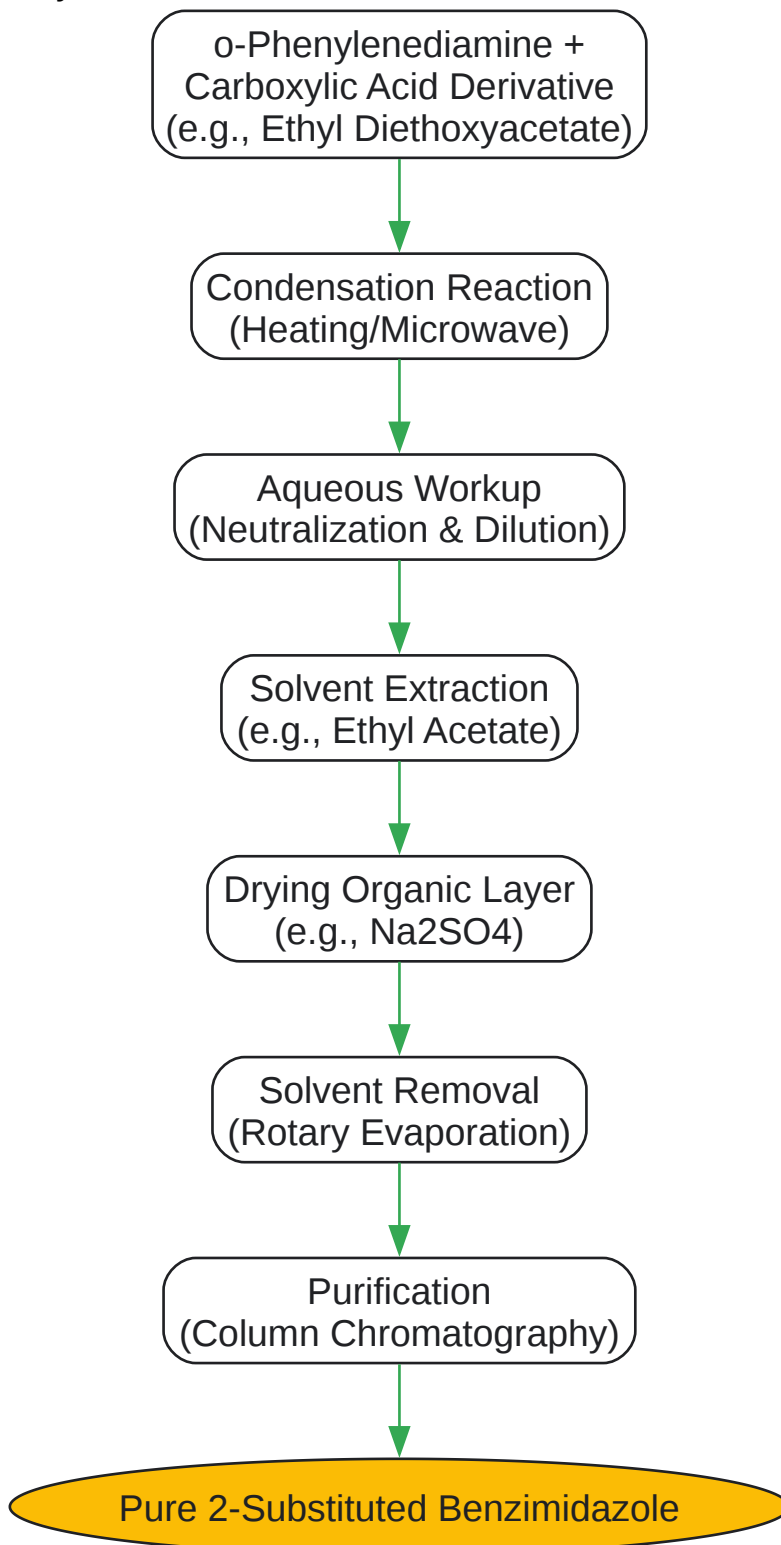 o-Phenylenediamine +
Carboxylic Acid Derivative
(e.g., Ethyl Diethoxyacetate)
Condensation Reaction
(Heating/Microwave)
Aqueous Workup
(Neutralization & Dilution)
Solvent Extraction
(e.g., Ethyl Acetate)
Drying Organic Layer
(e.g., Na2SO4)
Solvent Removal
(Rotary Evaporation)
Purification
(Column Chromatography)
Pure 2-Substituted Benzimidazole